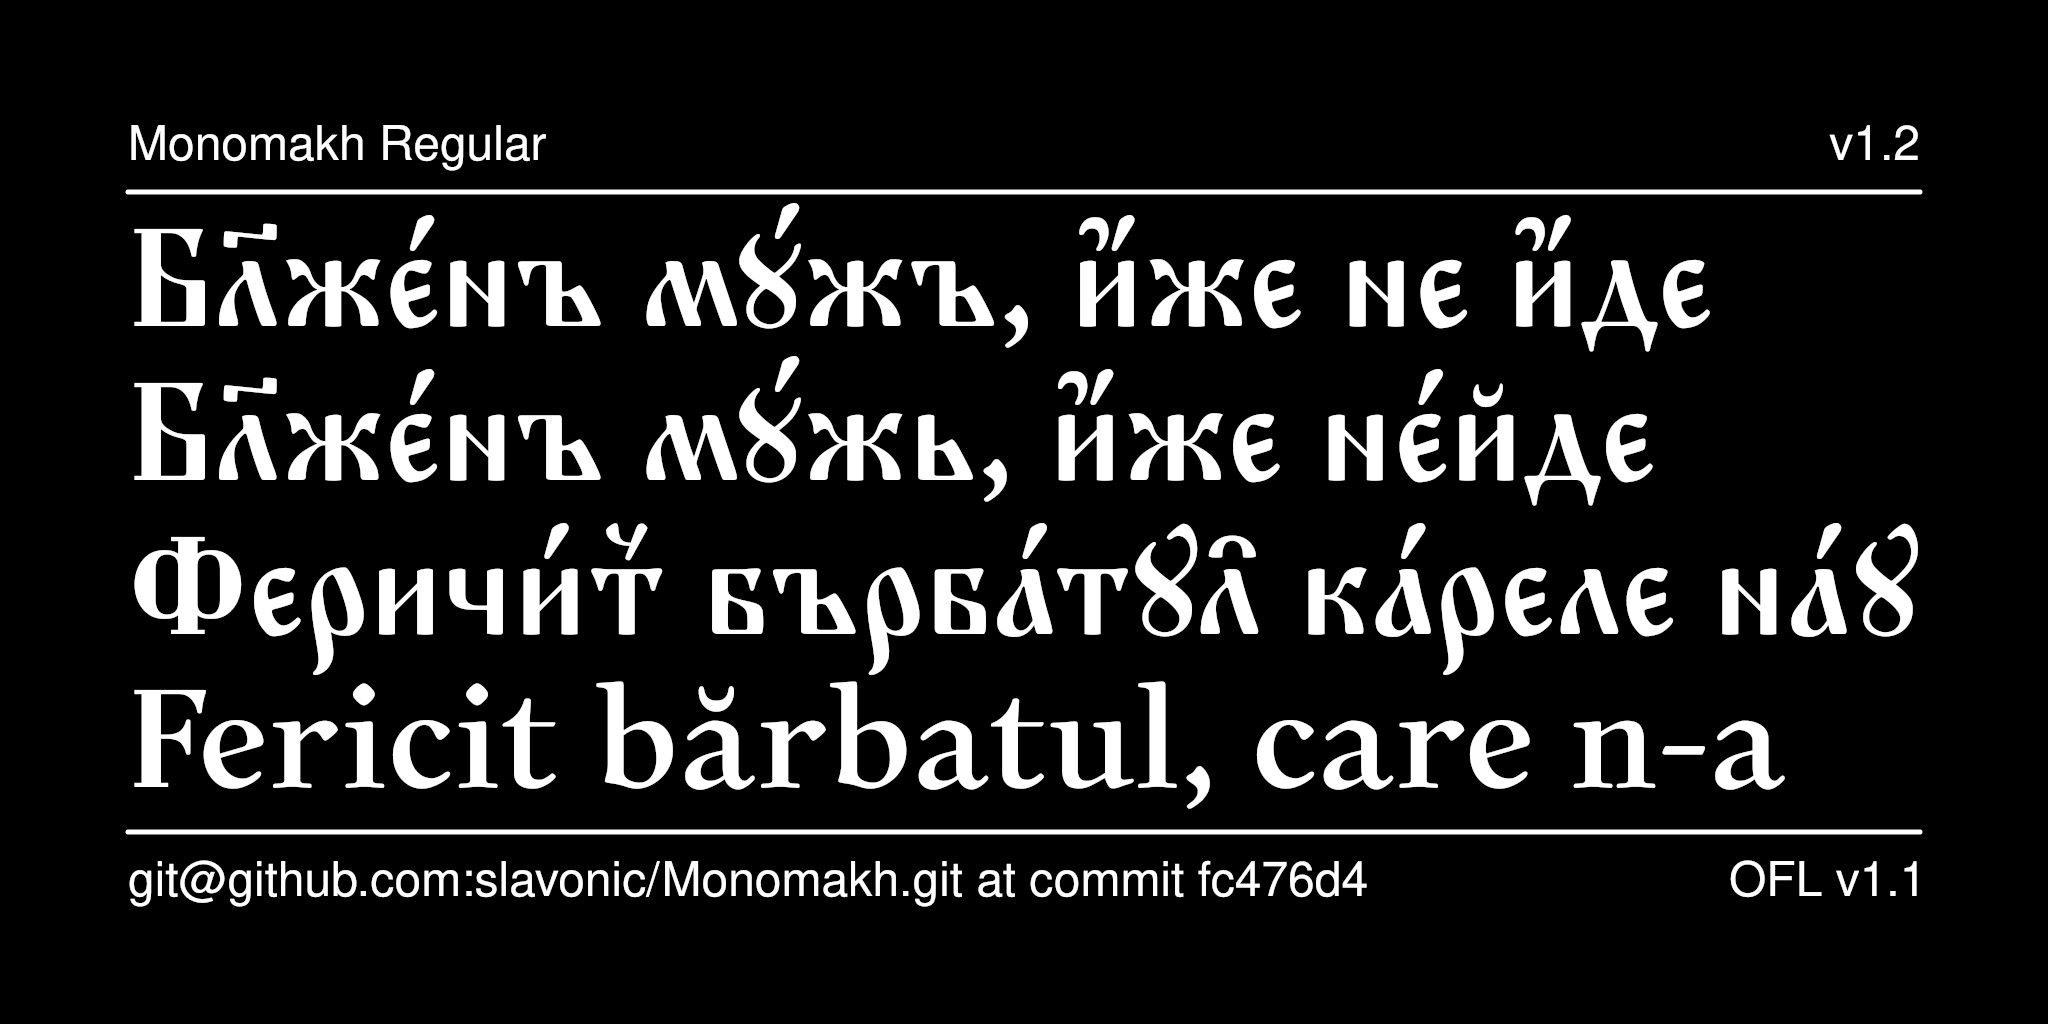 Monomakh Regular
v1.2
Бл҃же́нъ мꙋ́жъ, и҆́же не и҆́де
Бл҃же́нъ мꙋ́жь, и҆́же не́йде
Феричи́т̾ бърба́тꙋл̑ ка́реле на́ꙋ
Fericit bărbatul, care n-a
git@github.com:slavonic/Monomakh.git at commit fc476d4
OFL v1.1